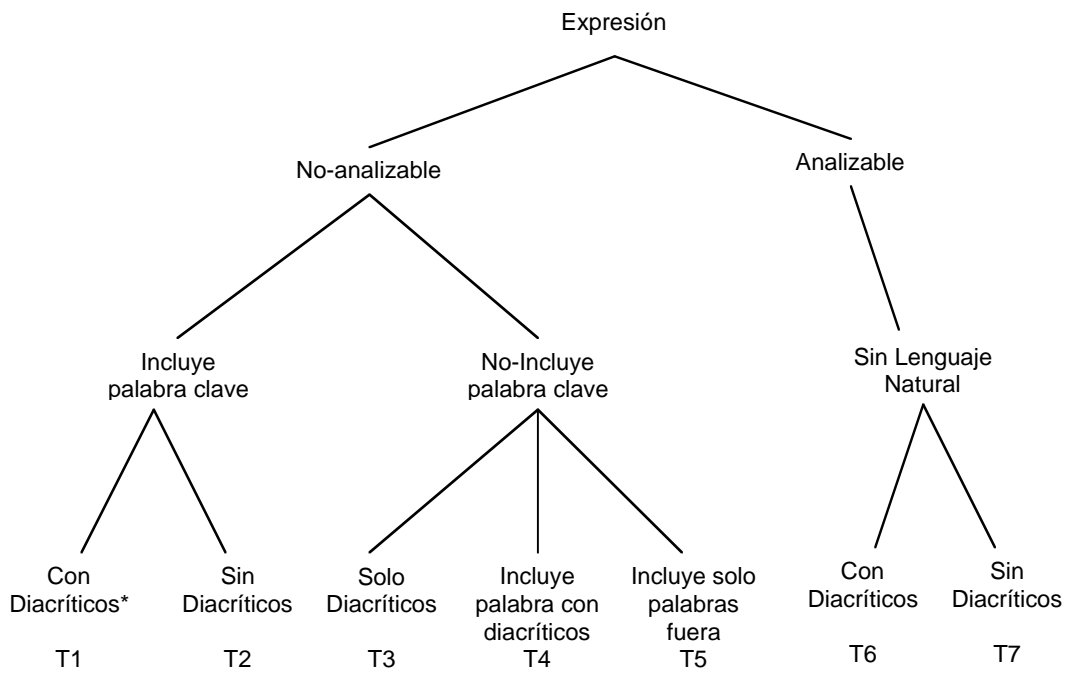 Expresión
No-analizable
Analizable
Incluye
palabra clave
No-Incluye
palabra clave
Sin Lenguaje
Natural
Con
Diacríticos*
T1
Sin
Diacríticos
T2
Solo
Diacríticos
T3
Incluye
palabra con
diacríticos
T4
Incluye solo
palabras
fuera
T5
Con
Diacríticos
T6
Sin
Diacríticos
T7